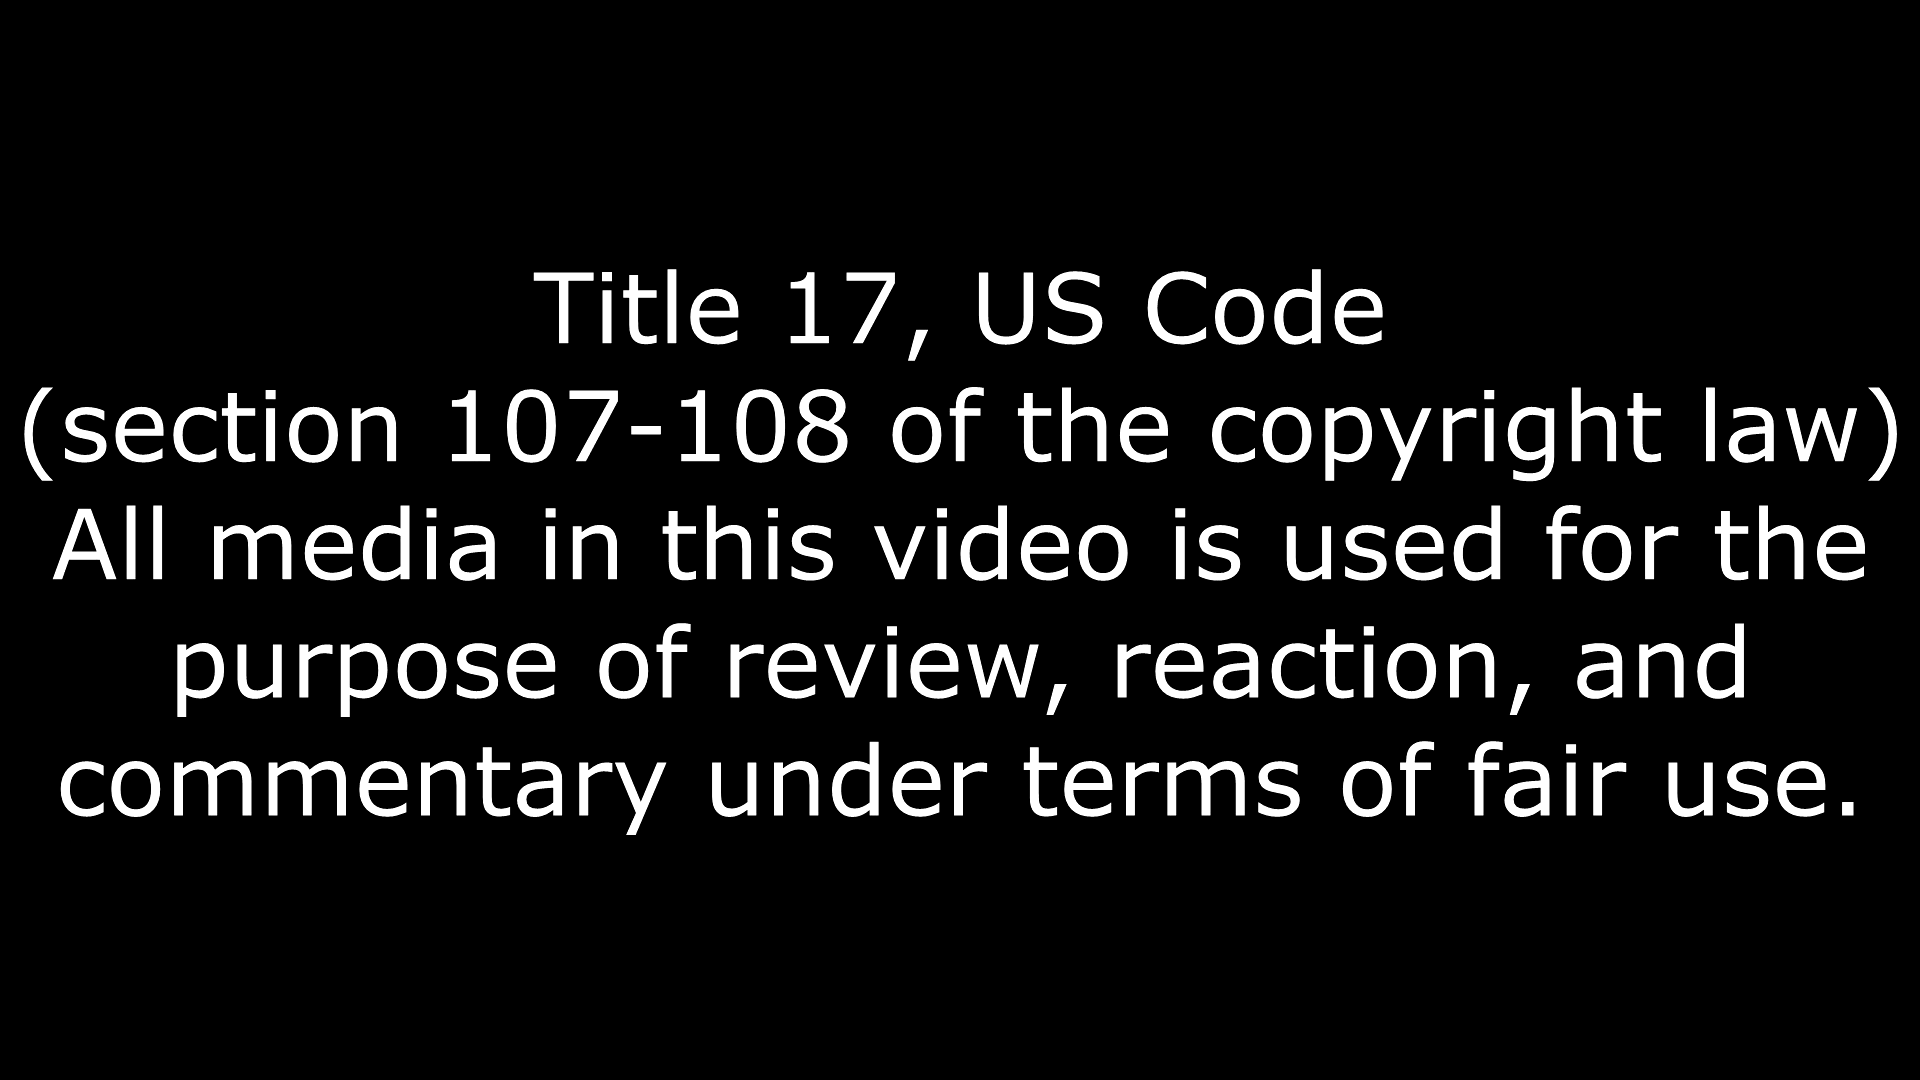 Title 17, US Code
(section 107-108 of the copyright law)
All media in this video is used for the
purpose of review, reaction, and
commentary under terms of fair use.